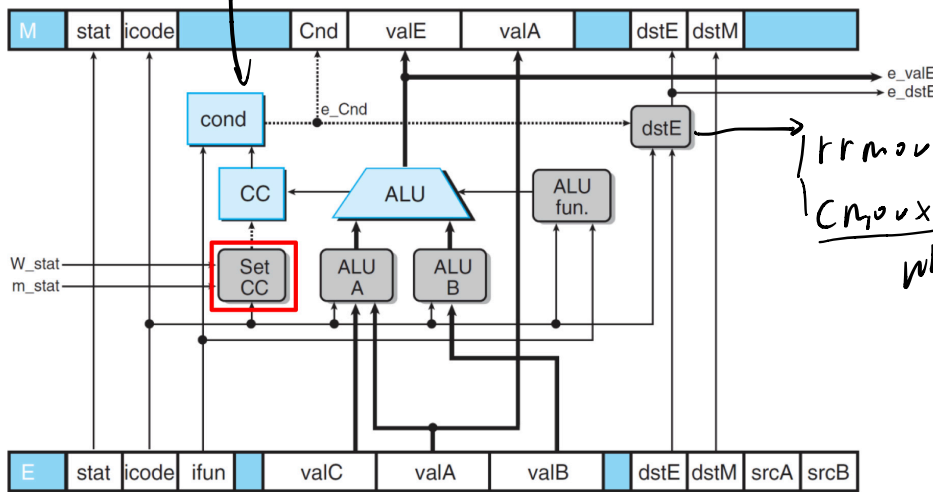 M stat icode Cnd valE valA dstE dstM
e_valE
e_dstE
cond e_Cnd dstE
rrmov
CC ALU ALU fun.
cmovx
W_stat
m_stat
Set CC ALU A ALU B
E stat icode ifun valC valA valB dstE dstM srcA srcB